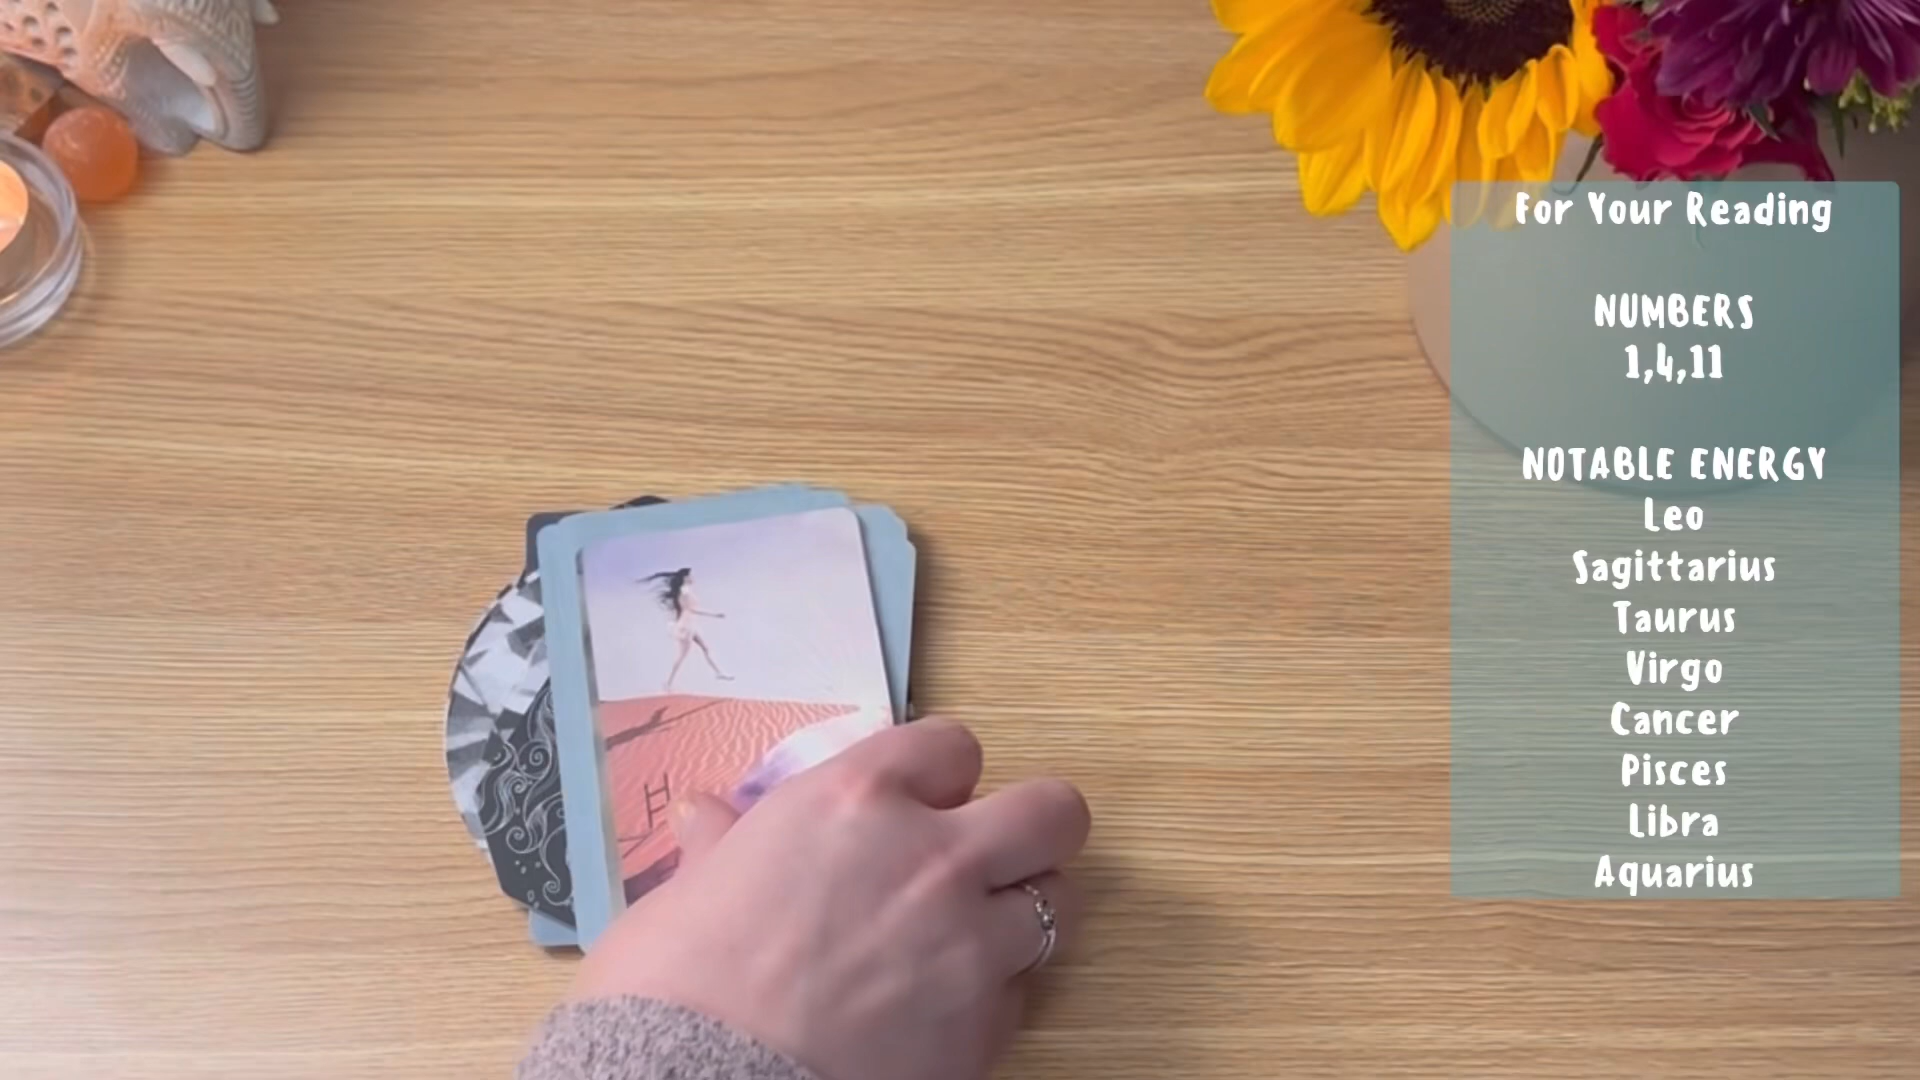 For Your Reading
NUMBERS
1,4,11
NOTABLE ENERGY
Leo
Sagittarius
Taurus
Virgo
Cancer
Pisces
Libra
Aquarius